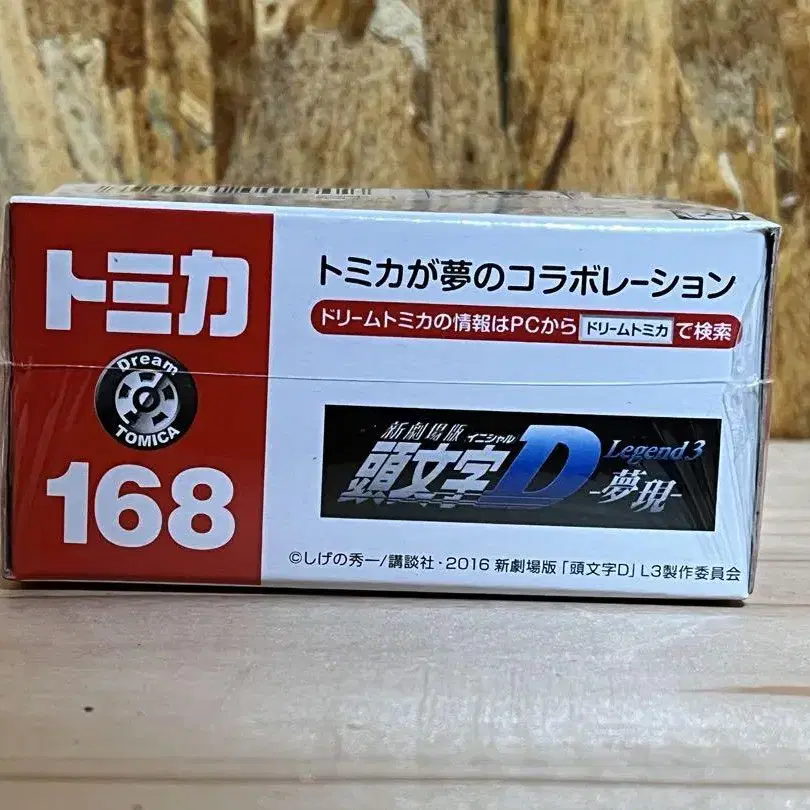 トミカ
Dream
TOMICA
168
トミカが夢のコラボレーション
ドリームトミカの情報はPCから ドリームトミカ で検索
新劇場版
頭文字 イニシャル D
Legend3
-夢現-
©しげの秀一/講談社・2016 新劇場版「頭文字D」L3製作委員会